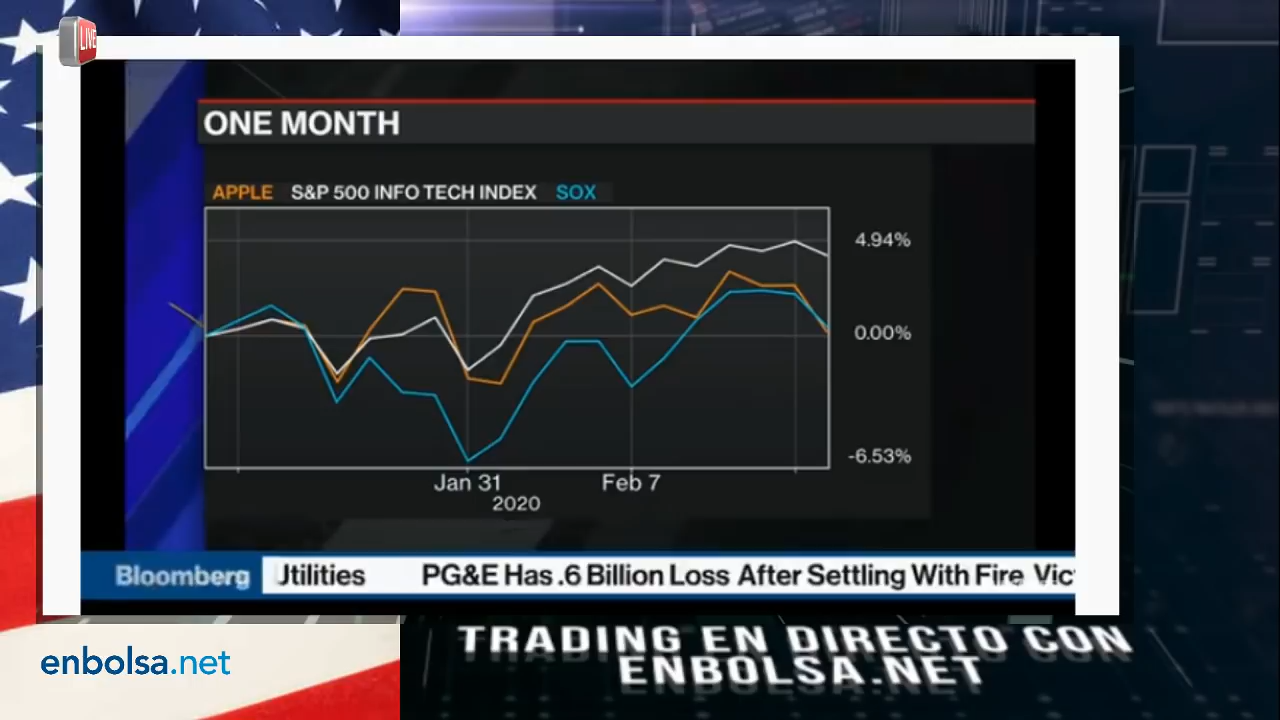 LIVE
ONE MONTH
APPLE S&P 500 INFO TECH INDEX SOX
4.94%
0.00%
-6.53%
Jan 31 Feb 7
2020
Bloomberg Utilities PG&E Has .6 Billion Loss After Settling With Fire Vic
enbolsa.net
TRADING EN DIRECTO CON
ENBOLSA.NET